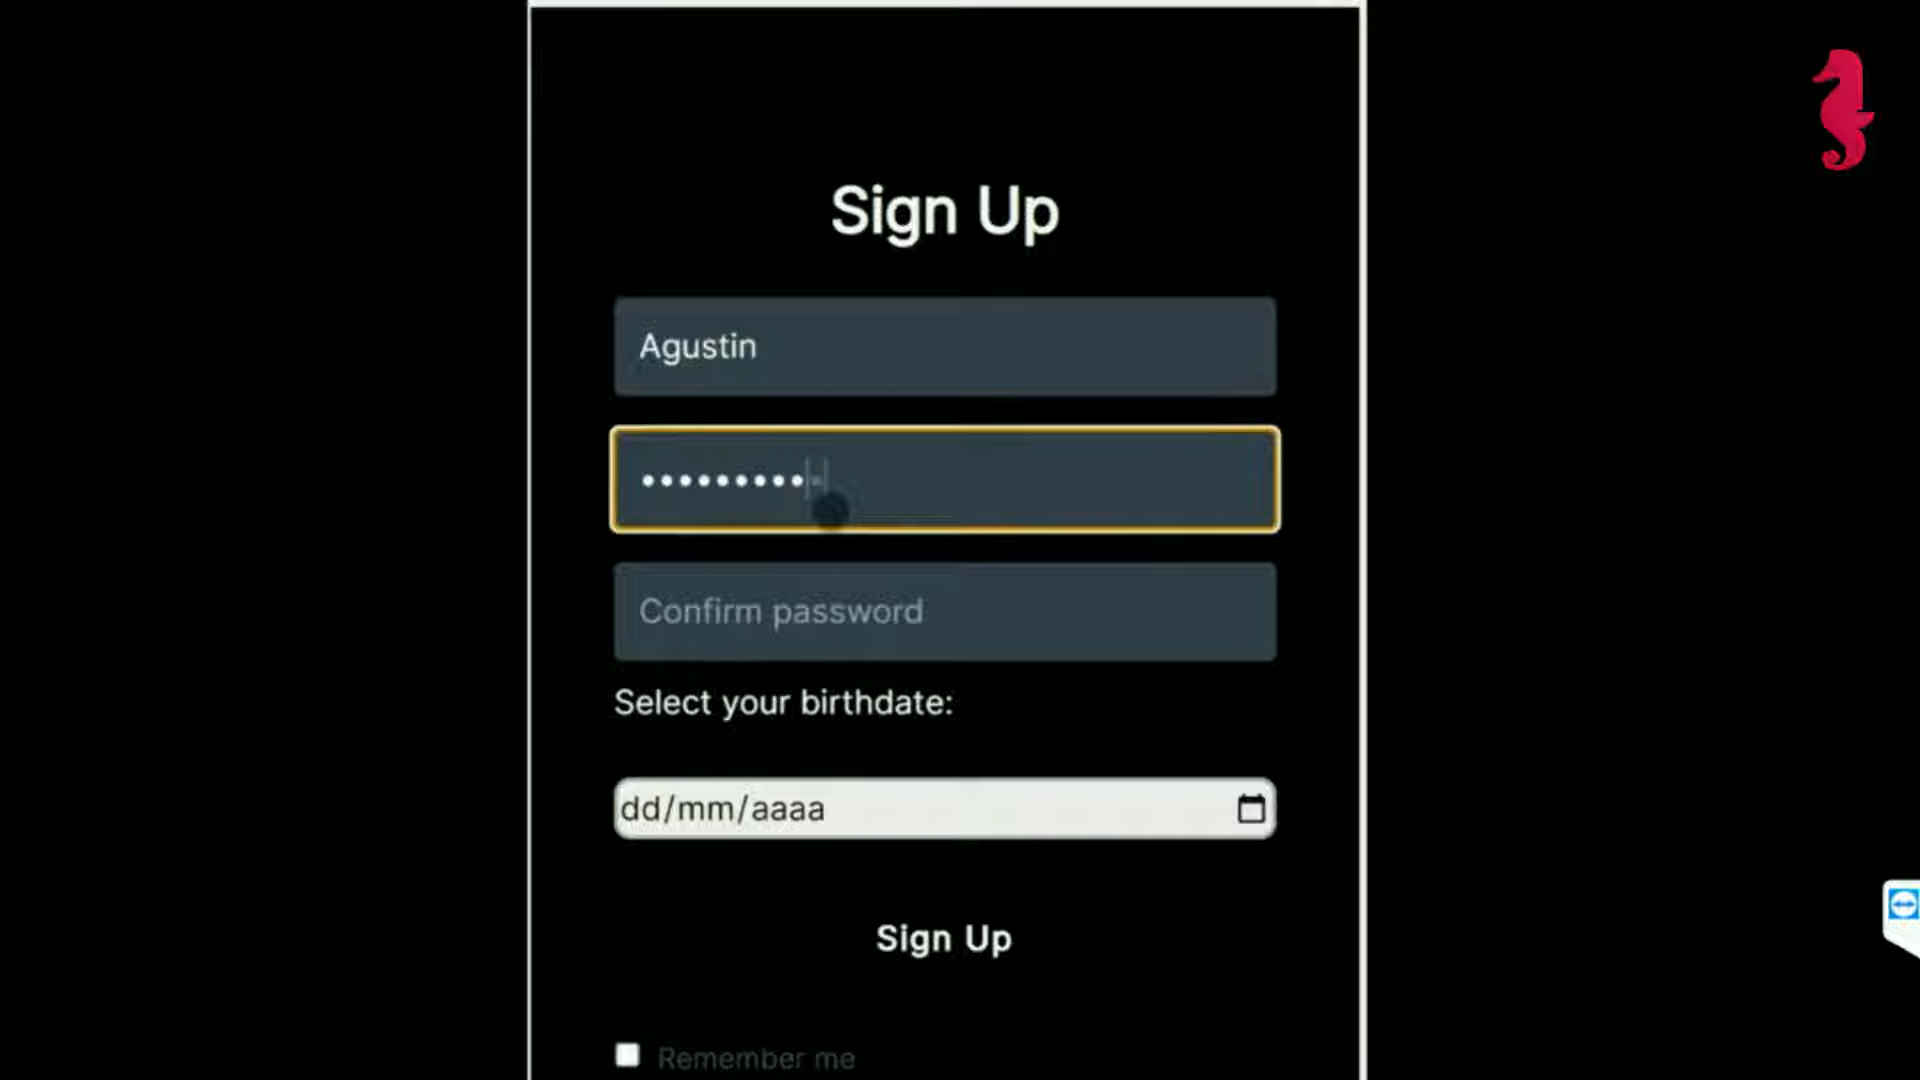 Sign Up
Agustin
•••••••••
Confirm password
Select your birthdate:
dd/mm/aaaa
Sign Up
Remember me